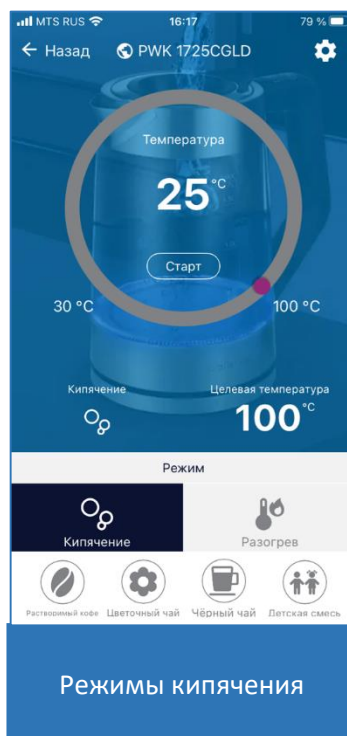 MTS RUS 16:17 79 %
Назад PWK 1725CGLD
Температура
25 °C
Старт
30 °C 100 °C
Кипячение Целевая температура
100 °C
Режим
Кипячение Разогрев
Растворимый кофе Цветочный чай Чёрный чай Детская смесь
Режимы кипячения